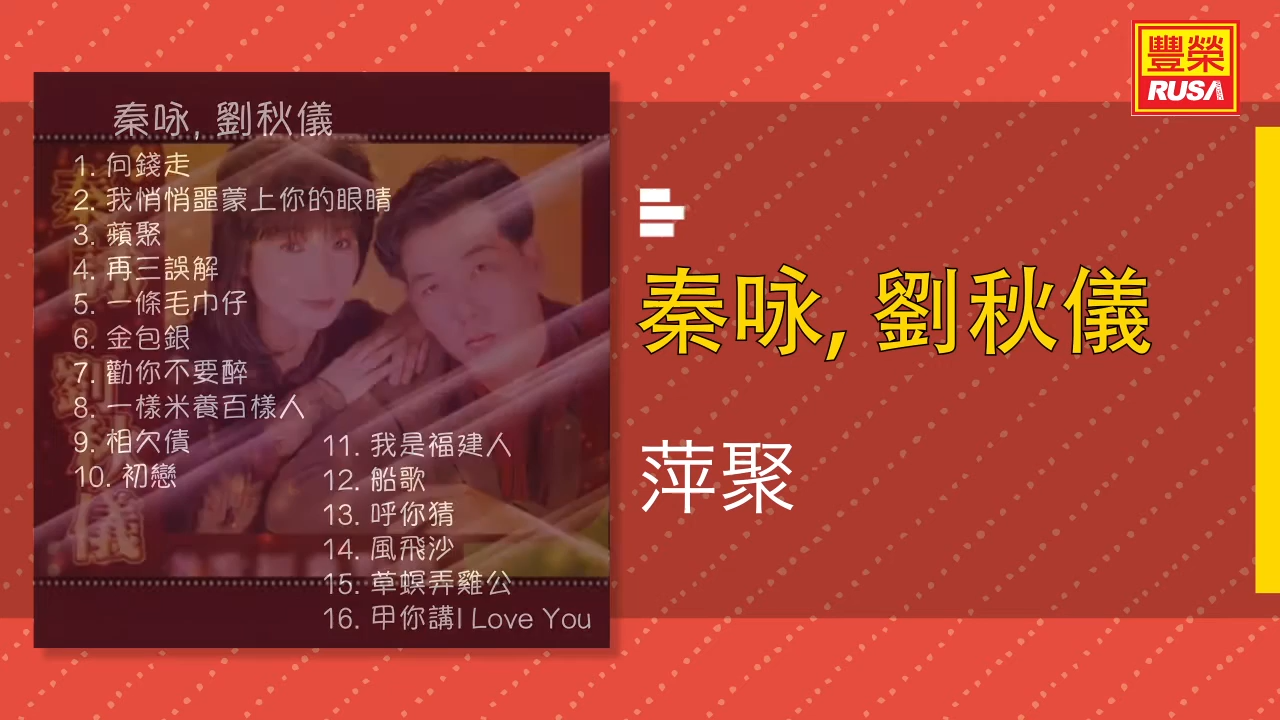 豐榮
RUSA
秦咏, 劉秋儀
1. 向錢走
2. 我悄悄噩蒙上你的眼睛
3. 蘋聚
4. 再三誤解
5. 一條毛巾仔
6. 金包銀
7. 勸你不要醉
8. 一樣米養百樣人
9. 相欠債
10. 初戀
11. 我是福建人
12. 船歌
13. 呼你猜
14. 風飛沙
15. 草螟弄雞公
16. 甲你講I Love You
秦咏, 劉秋儀
萍聚